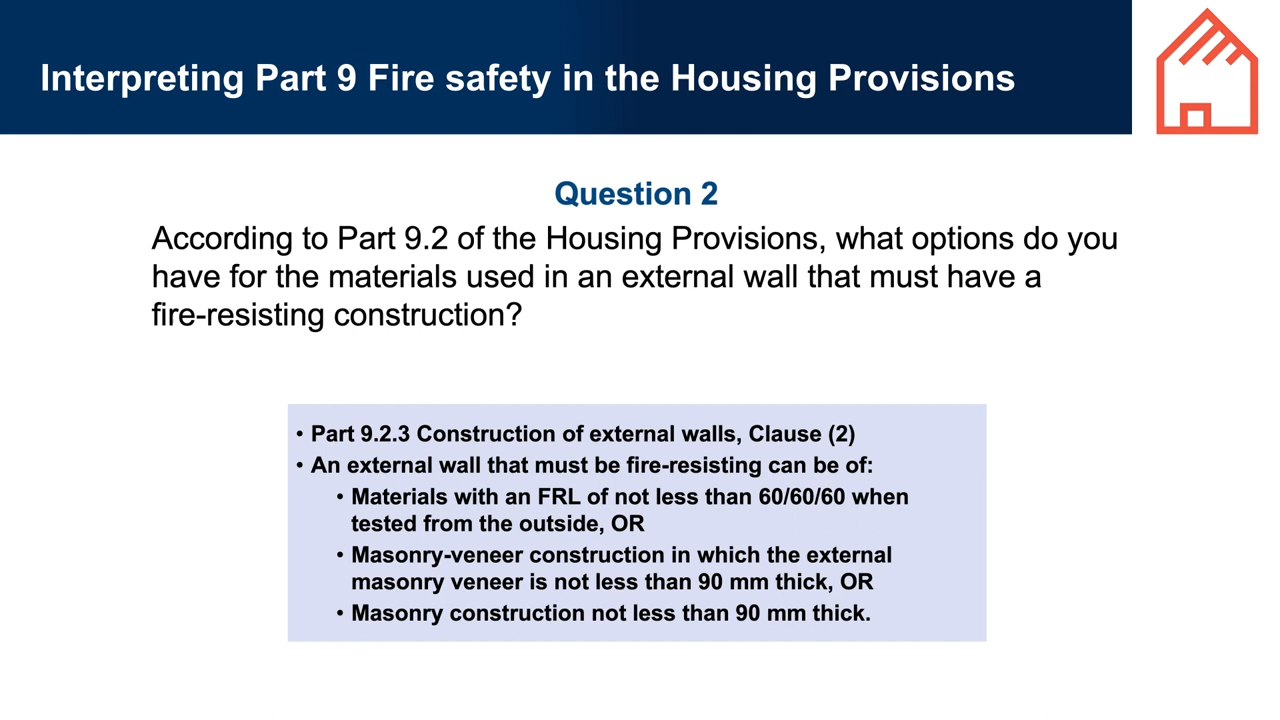 Interpreting Part 9 Fire safety in the Housing Provisions
Question 2
According to Part 9.2 of the Housing Provisions, what options do you
have for the materials used in an external wall that must have a
fire-resisting construction?
• Part 9.2.3 Construction of external walls, Clause (2)
• An external wall that must be fire-resisting can be of:
• Materials with an FRL of not less than 60/60/60 when
tested from the outside, OR
• Masonry-veneer construction in which the external
masonry veneer is not less than 90 mm thick, OR
• Masonry construction not less than 90 mm thick.